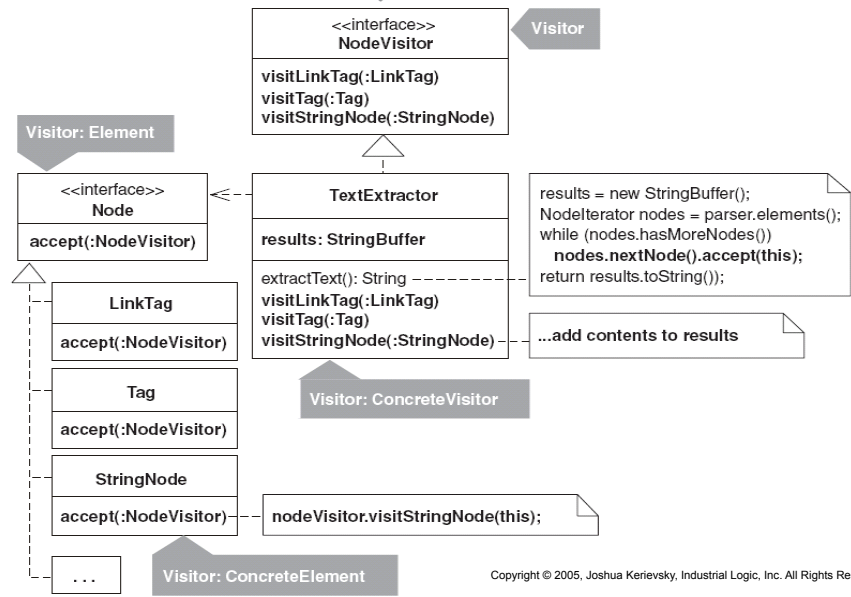 <<interface>>
NodeVisitor
visitLinkTag(:LinkTag)
visitTag(:Tag)
visitStringNode(:StringNode)
Visitor
Visitor: Element
<<interface>>
Node
accept(:NodeVisitor)
TextExtractor
results: StringBuffer
extractText(): String
visitLinkTag(:LinkTag)
visitTag(:Tag)
visitStringNode(:StringNode)
results = new StringBuffer();
NodeIterator nodes = parser.elements();
while (nodes.hasMoreNodes())
nodes.nextNode().accept(this);
return results.toString());
...add contents to results
Visitor: ConcreteVisitor
LinkTag
accept(:NodeVisitor)
Tag
accept(:NodeVisitor)
StringNode
accept(:NodeVisitor)
nodeVisitor.visitStringNode(this);
. . .
Visitor: ConcreteElement
Copyright © 2005, Joshua Kerievsky, Industrial Logic, Inc. All Rights Re